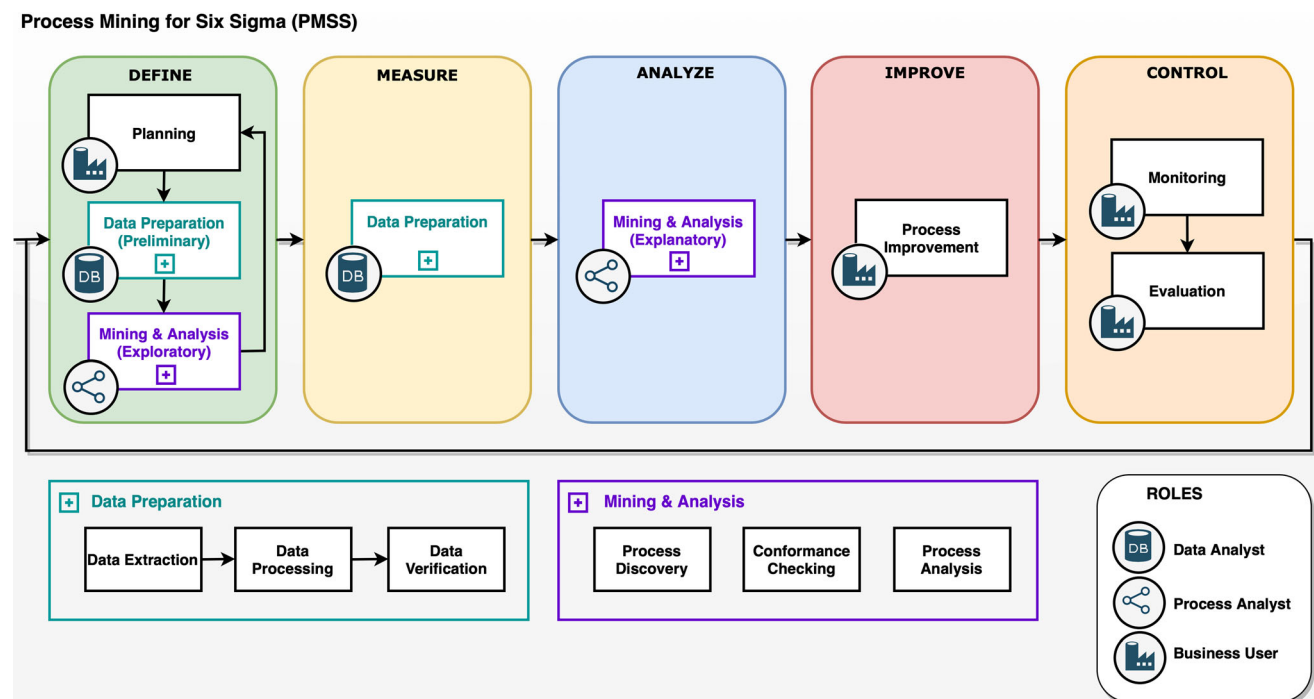 Process Mining for Six Sigma (PMSS)
DEFINE
Planning
Data Preparation
(Preliminary)
DB
Mining & Analysis
(Exploratory)
MEASURE
Data Preparation
DB
ANALYZE
Mining & Analysis
(Explanatory)
IMPROVE
Process
Improvement
CONTROL
Monitoring
Evaluation
Data Preparation
Data Extraction
Data
Processing
Data
Verification
Mining & Analysis
Process
Discovery
Conformance
Checking
Process
Analysis
ROLES
DB
Data Analyst
Process Analyst
Business User